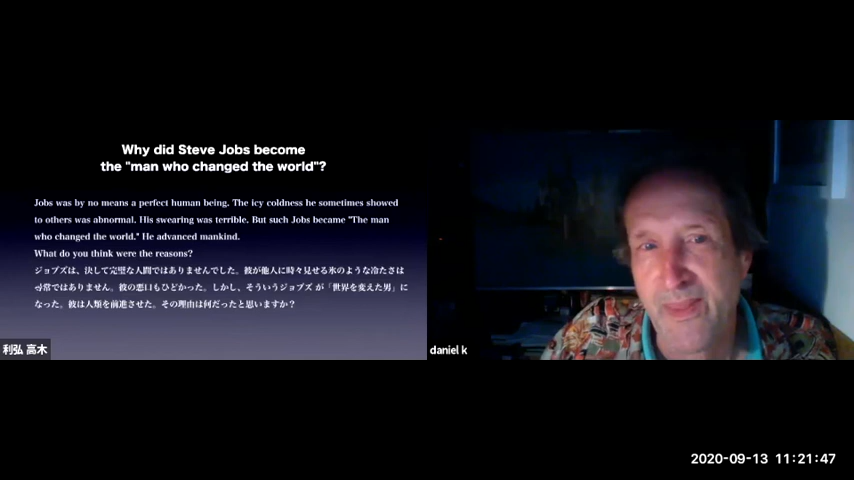 Why did Steve Jobs become
the "man who changed the world"?
Jobs was by no means a perfect human being. The icy coldness he sometimes showed
to others was abnormal. His swearing was terrible. But such Jobs became "The man
who changed the world." He advanced mankind.
What do you think were the reasons?
ジョブズは、決して完璧な人間ではありませんでした。彼が他人に時々見せる氷のような冷たさは
尋常ではありません。彼の悪口もひどかった。しかし、そういうジョブズ が「世界を変えた男」に
なった。彼は人類を前進させた。その理由は何だったと思いますか？
利弘 高木
daniel k
2020-09-13 11:21:47